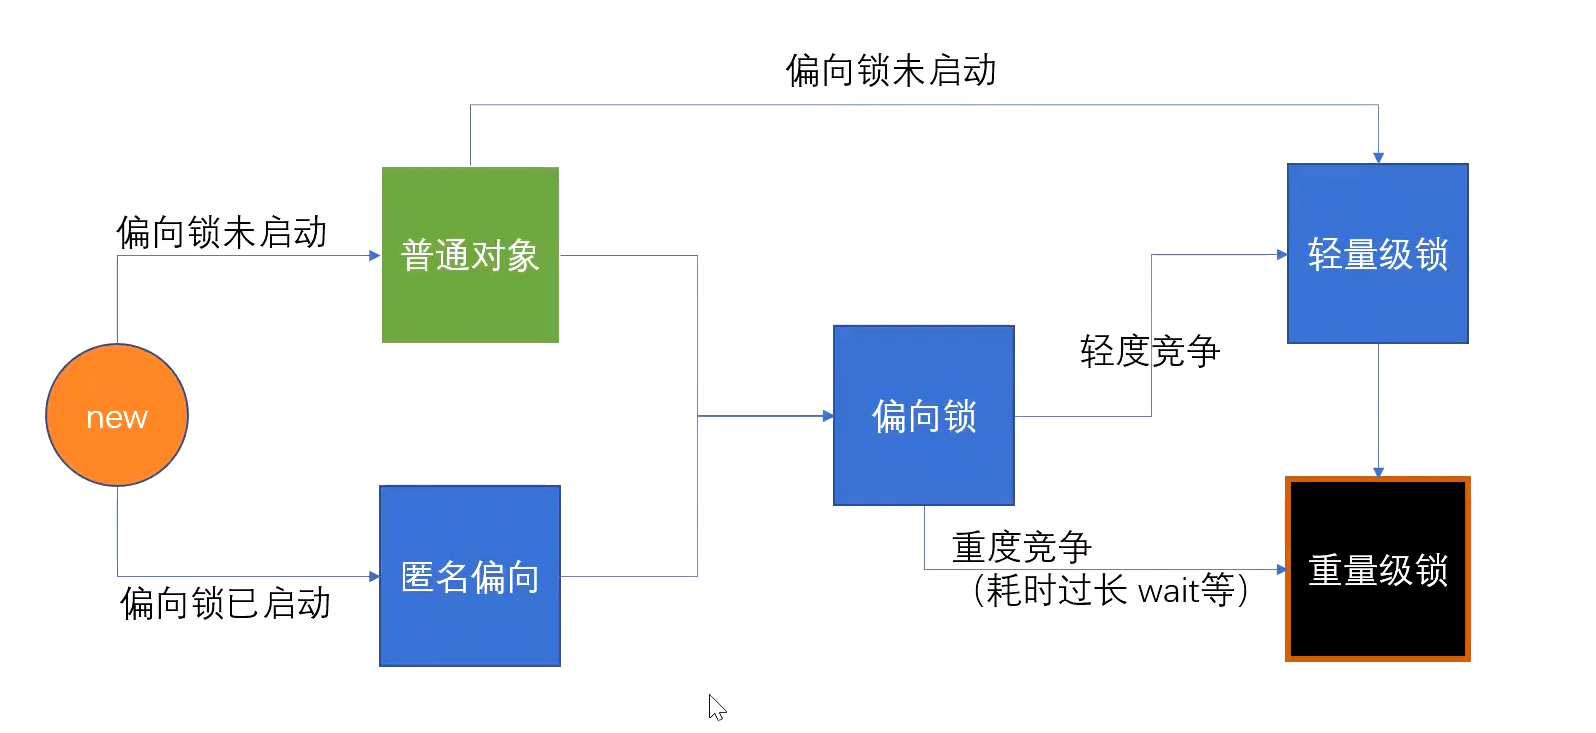 偏向锁未启动
偏向锁未启动
普通对象
轻量级锁
轻度竞争
new
偏向锁
重度竞争
（耗时过长 wait等）
匿名偏向
重量级锁
偏向锁已启动